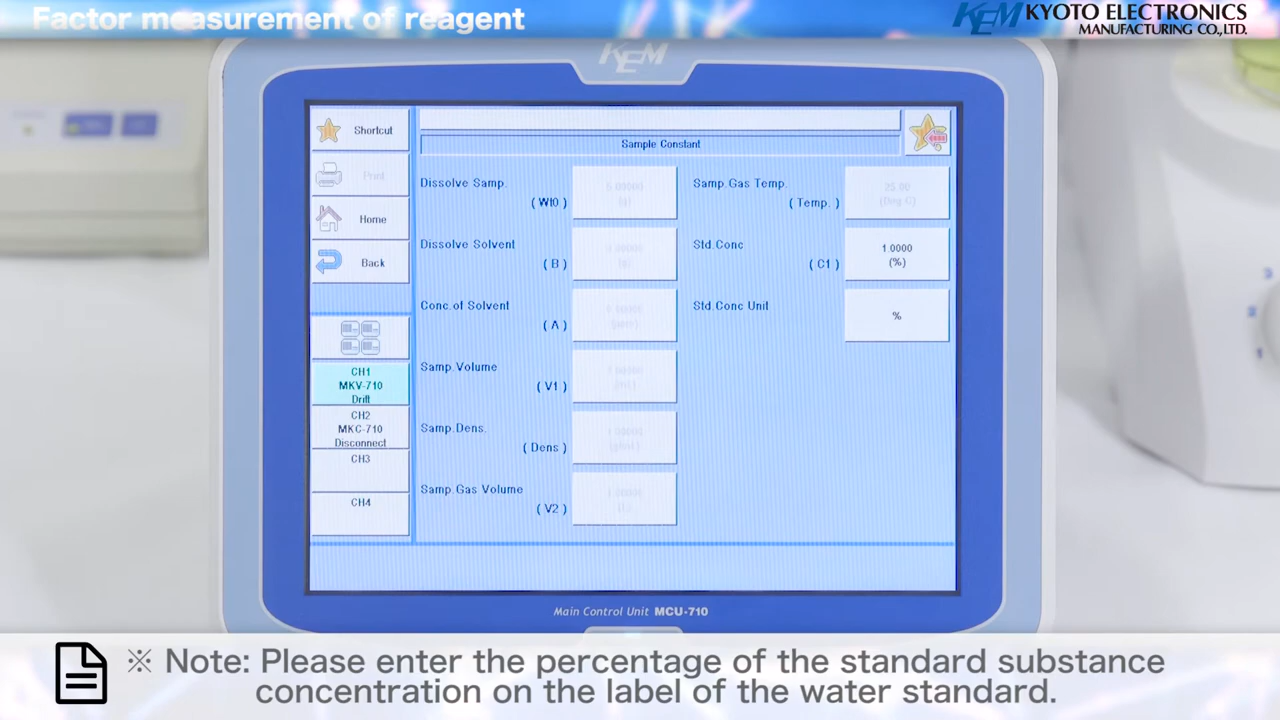 Factor measurement of reagent
KEM KYOTO ELECTRONICS
MANUFACTURING CO.,LTD.
KEM
Shortcut
Print
Home
Back
CH1
MKV-710
Drift
CH2
MKC-710
Disconnect
CH3
CH4
Sample Constant
Dissolve Samp.
( Wt0 )
Dissolve Solvent
( B )
Conc.of Solvent
( A )
Samp.Volume
( V1 )
Samp.Dens.
( Dens )
Samp.Gas Volume
( V2 )
Samp.Gas Temp.
( Temp. )
25.00
(Deg C)
Std.Conc
( C1 )
1.0000
(%)
Std.Conc Unit
%
Main Control Unit MCU-710
※ Note: Please enter the percentage of the standard substance
concentration on the label of the water standard.